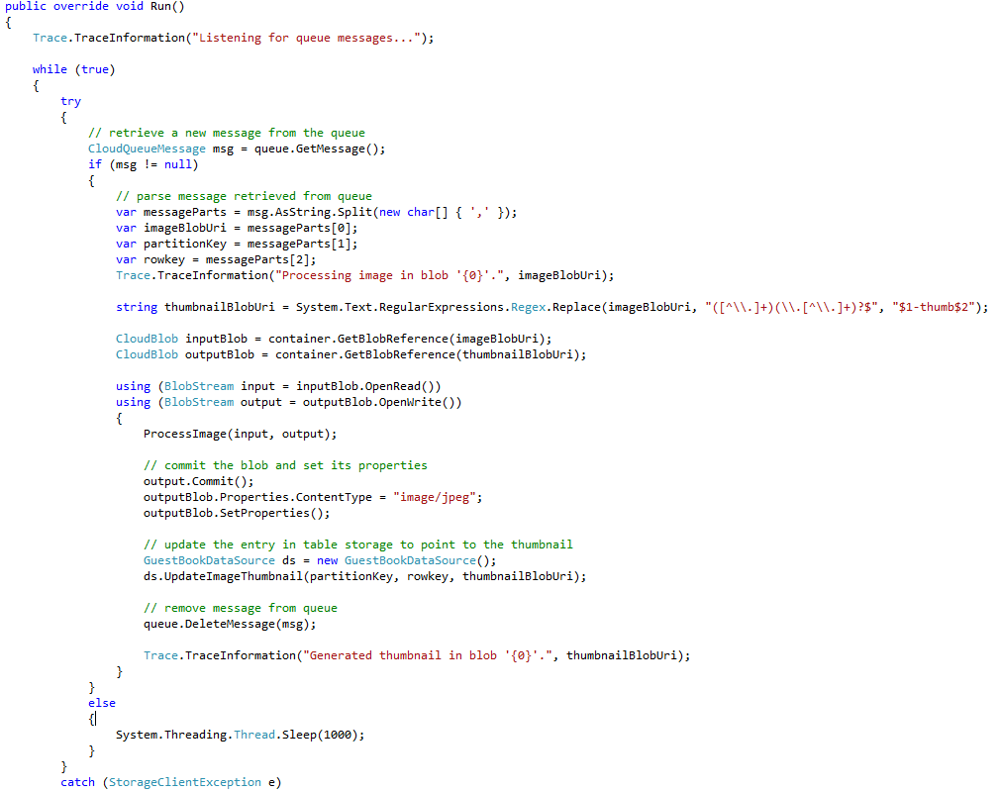 public override void Run()
{
    Trace.TraceInformation("Listening for queue messages...");

    while (true)
    {
        try
        {
            // retrieve a new message from the queue
            CloudQueueMessage msg = queue.GetMessage();
            if (msg != null)
            {
                // parse message retrieved from queue
                var messageParts = msg.AsString.Split(new char[] { ',' });
                var imageBlobUri = messageParts[0];
                var partitionKey = messageParts[1];
                var rowkey = messageParts[2];
                Trace.TraceInformation("Processing image in blob '{0}'.", imageBlobUri);

                string thumbnailBlobUri = System.Text.RegularExpressions.Regex.Replace(imageBlobUri, "([^\\.]+)(\\.[^\\.]+)?$", "$1-thumb$2");

                CloudBlob inputBlob = container.GetBlobReference(imageBlobUri);
                CloudBlob outputBlob = container.GetBlobReference(thumbnailBlobUri);

                using (BlobStream input = inputBlob.OpenRead())
                using (BlobStream output = outputBlob.OpenWrite())
                {
                    ProcessImage(input, output);

                    // commit the blob and set its properties
                    output.Commit();
                    outputBlob.Properties.ContentType = "image/jpeg";
                    outputBlob.SetProperties();

                    // update the entry in table storage to point to the thumbnail
                    GuestBookDataSource ds = new GuestBookDataSource();
                    ds.UpdateImageThumbnail(partitionKey, rowkey, thumbnailBlobUri);

                    // remove message from queue
                    queue.DeleteMessage(msg);

                    Trace.TraceInformation("Generated thumbnail in blob '{0}'.", thumbnailBlobUri);
                }
            }
            else
            {
                System.Threading.Thread.Sleep(1000);
            }
        }
        catch (StorageClientException e)